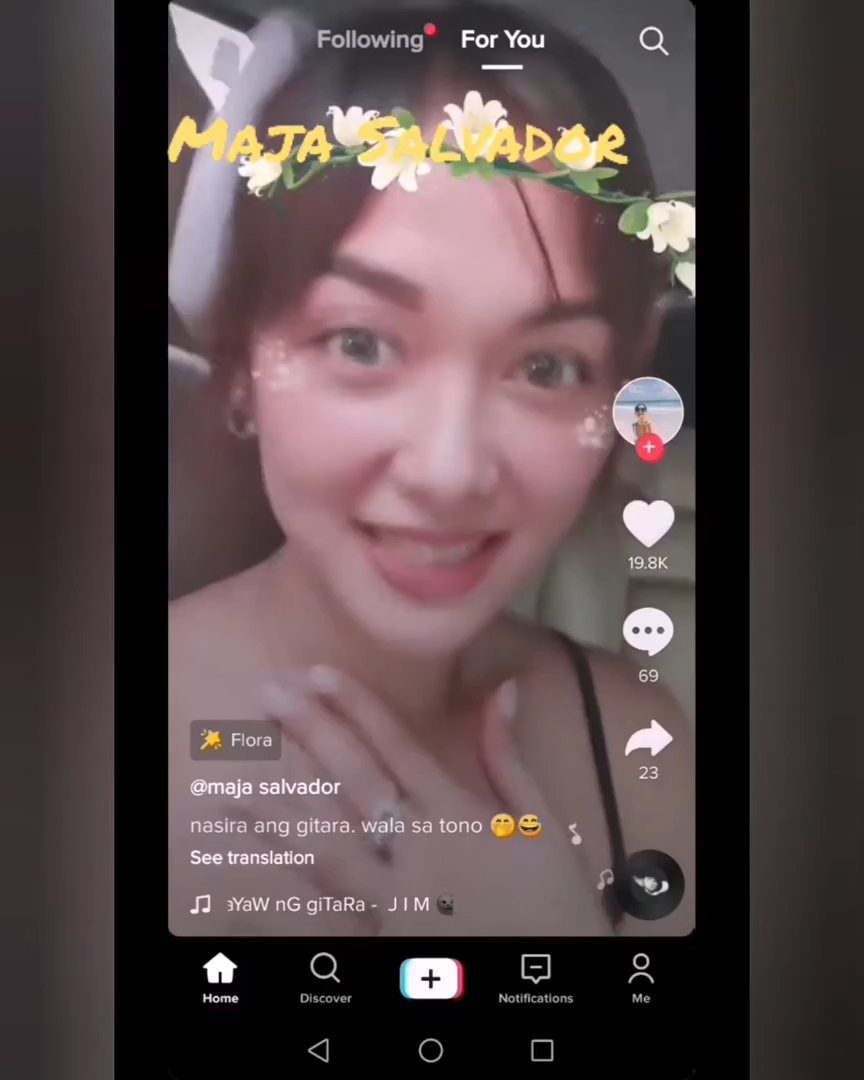 Following
For You
MAJA SALVADOR
19.8K
69
23
Flora
@maja salvador
nasira ang gitara. wala sa tono 🤭😅
See translation
aYaW nG giTaRa - J I M
Home
Discover
Notifications
Me